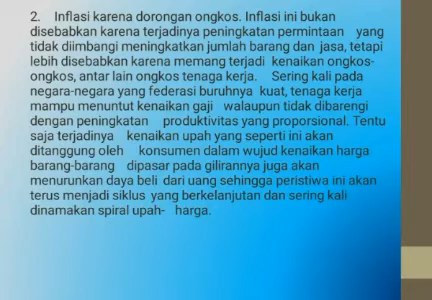 2. Inflasi karena dorongan ongkos. Inflasi ini bukan
disebabkan karena terjadinya peningkatan permintaan yang
tidak diimbangi meningkatkan jumlah barang dan jasa, tetapi
lebih disebabkan karena memang terjadi kenaikan ongkos-
ongkos, antar lain ongkos tenaga kerja. Sering kali pada
negara-negara yang federasi buruhnya kuat, tenaga kerja
mampu menuntut kenaikan gaji walaupun tidak dibarengi
dengan peningkatan produktivitas yang proporsional. Tentu
saja terjadinya kenaikan upah yang seperti ini akan
ditanggung oleh konsumen dalam wujud kenaikan harga
barang-barang dipasar pada gilirannya juga akan
menurunkan daya beli dari uang sehingga peristiwa ini akan
terus menjadi siklus yang berkelanjutan dan sering kali
dinamakan spiral upah- harga.